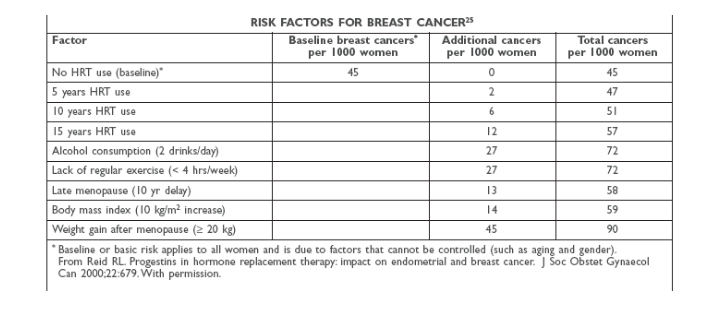 RISK FACTORS FOR BREAST CANCER25
Factor Baseline breast cancers* per 1000 women Additional cancers per 1000 women Total cancers per 1000 women
No HRT use (baseline)* 45 0 45
5 years HRT use 2 47
10 years HRT use 6 51
15 years HRT use 12 57
Alcohol consumption (2 drinks/day) 27 72
Lack of regular exercise (< 4 hrs/week) 27 72
Late menopause (10 yr delay) 13 58
Body mass index (10 kg/m² increase) 14 59
Weight gain after menopause (≥ 20 kg) 45 90
* Baseline or basic risk applies to all women and is due to factors that cannot be controlled (such as aging and gender).
From Reid RL. Progestins in hormone replacement therapy: impact on endometrial and breast cancer. J Soc Obstet Gynaecol
Can 2000;22:679. With permission.